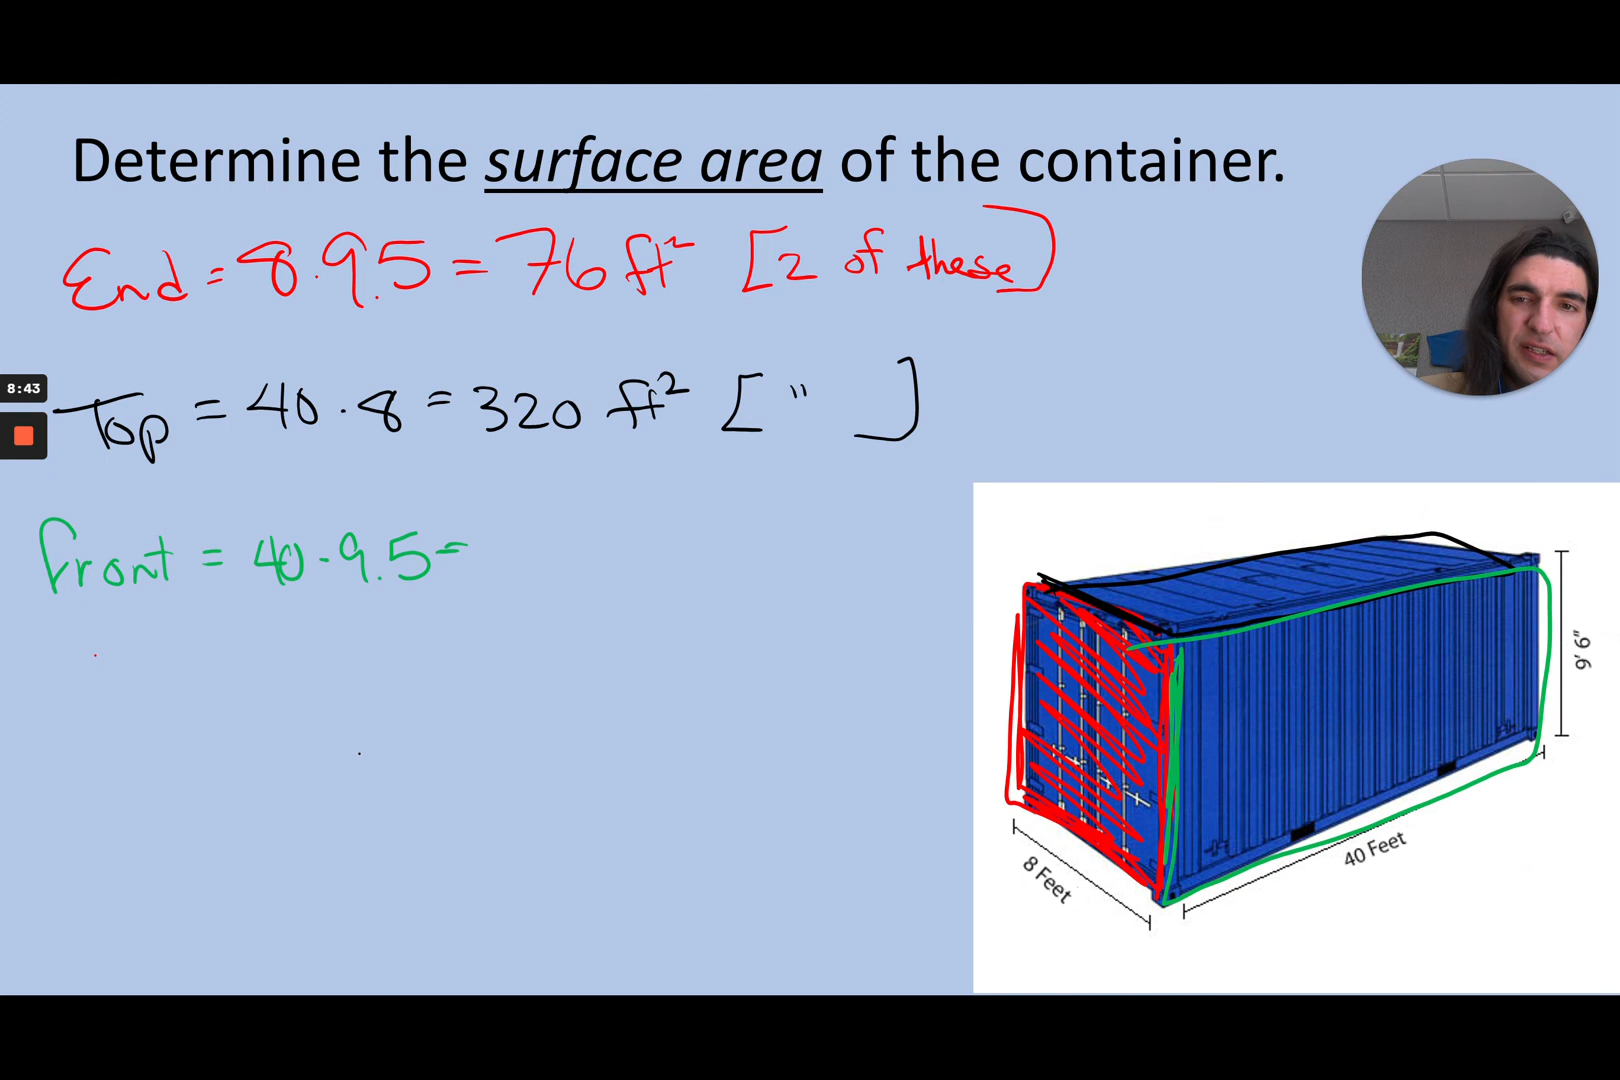 Determine the surface area of the container.
End = 8.9.5 = 76 ft² [2 of these]
8:43
Top = 40 . 8 = 320 ft² [ " ]
front = 40 - 9.5 =
9' 6"
40 Feet
8 Feet